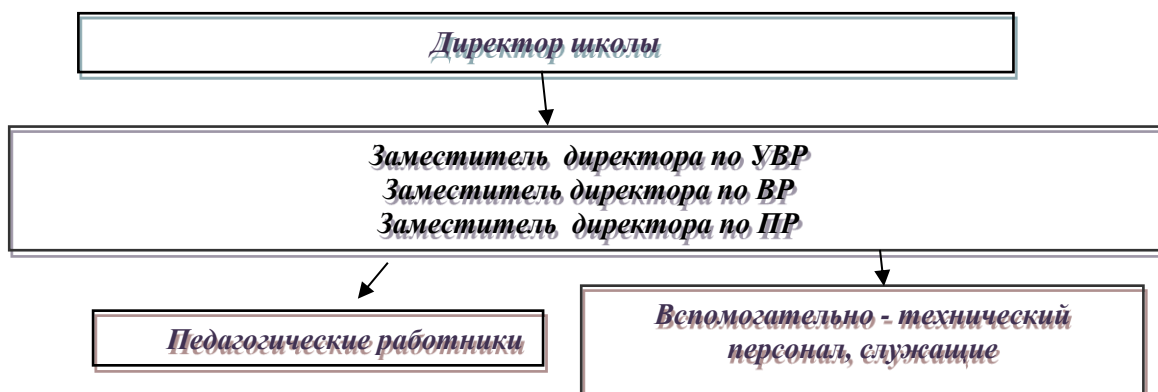 Директор школы
Заместитель директора по УВР
Заместитель директора по ВР
Заместитель директора по ПР
Педагогические работники
Вспомогательно - технический
персонал, служащие